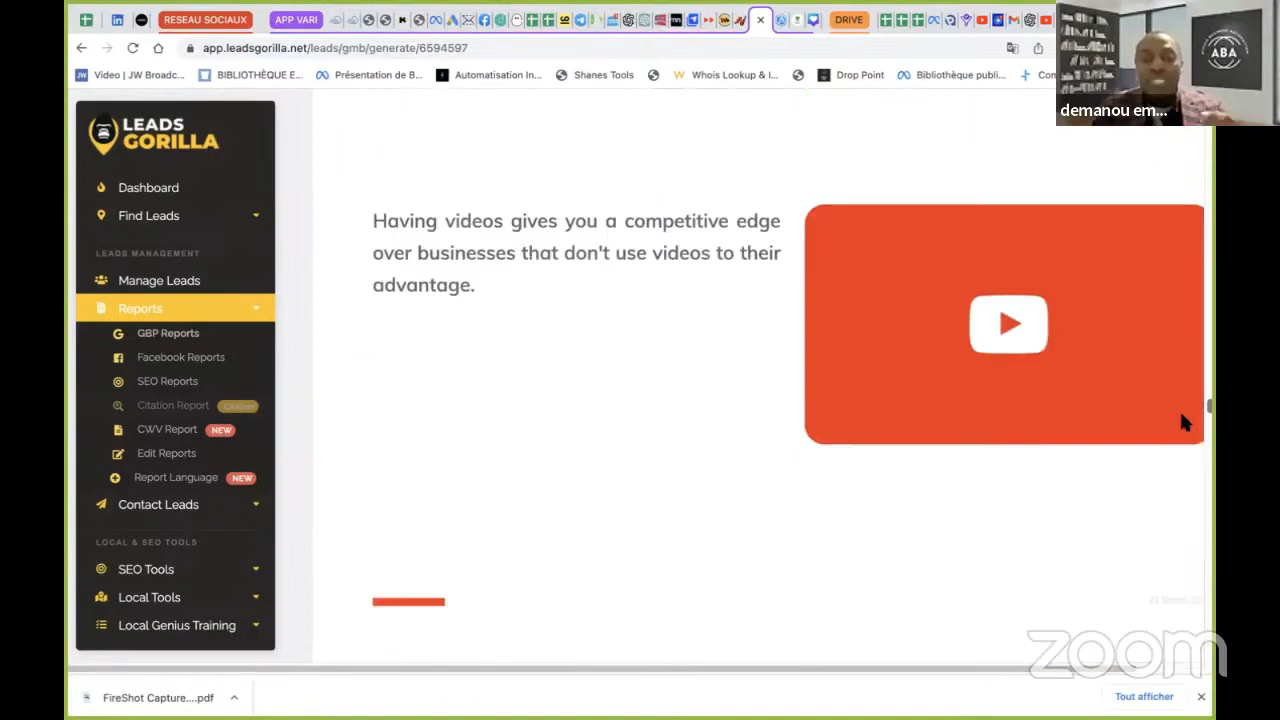 RESEAU SOCIAUX
APP VARI
DRIVE
app.leadsgorilla.net/leads/gmb/generate/6594597
Video | JW Broadc...
BIBLIOTHÈQUE E...
Présentation de B...
Automatisation In...
Shanes Tools
Whois Lookup & I...
Drop Point
Bibliothèque publi...
ABA
demanou em...
LEADS
GORILLA
Dashboard
Find Leads
LEADS MANAGEMENT
Manage Leads
Reports
GBP Reports
Facebook Reports
SEO Reports
Citation Report
CWV Report NEW
Edit Reports
Report Language NEW
Contact Leads
LOCAL & SEO TOOLS
SEO Tools
Local Tools
Local Genius Training
Having videos gives you a competitive edge
over businesses that don't use videos to their
advantage.
zoom
FireShot Capture....pdf
Tout afficher